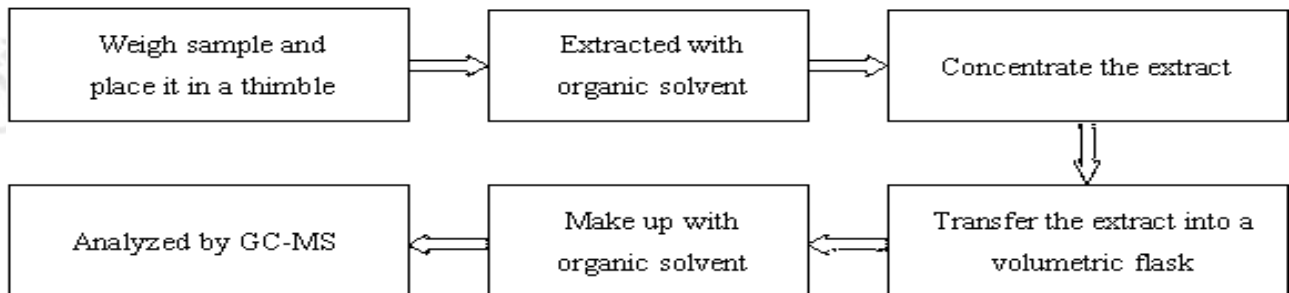 Weigh sample and
place it in a thimble
Extracted with
organic solvent
Concentrate the extract
Transfer the extract into a
volumetric flask
Make up with
organic solvent
Analyzed by GC-MS